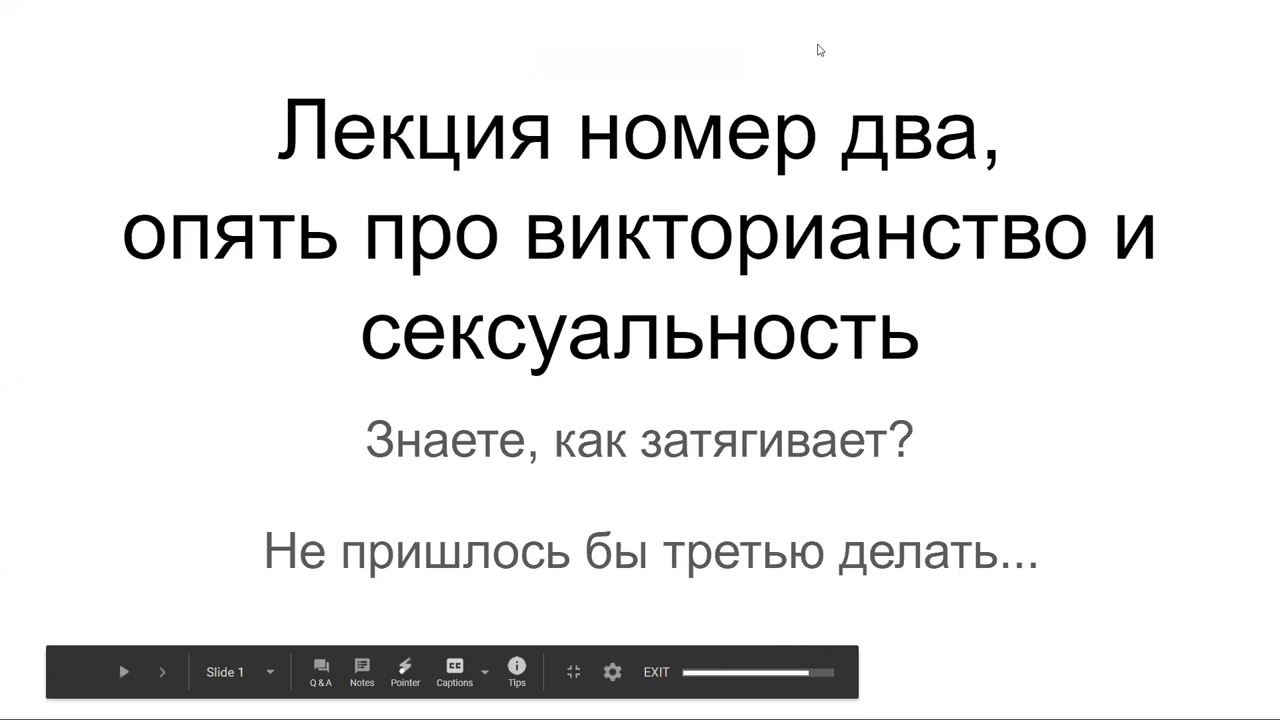 Лекция номер два,
опять про викторианство и
сексуальность
Знаете, как затягивает?
Не пришлось бы третью делать...
Slide 1
Q & A
Notes
Pointer
CC
Captions
Tips
EXIT